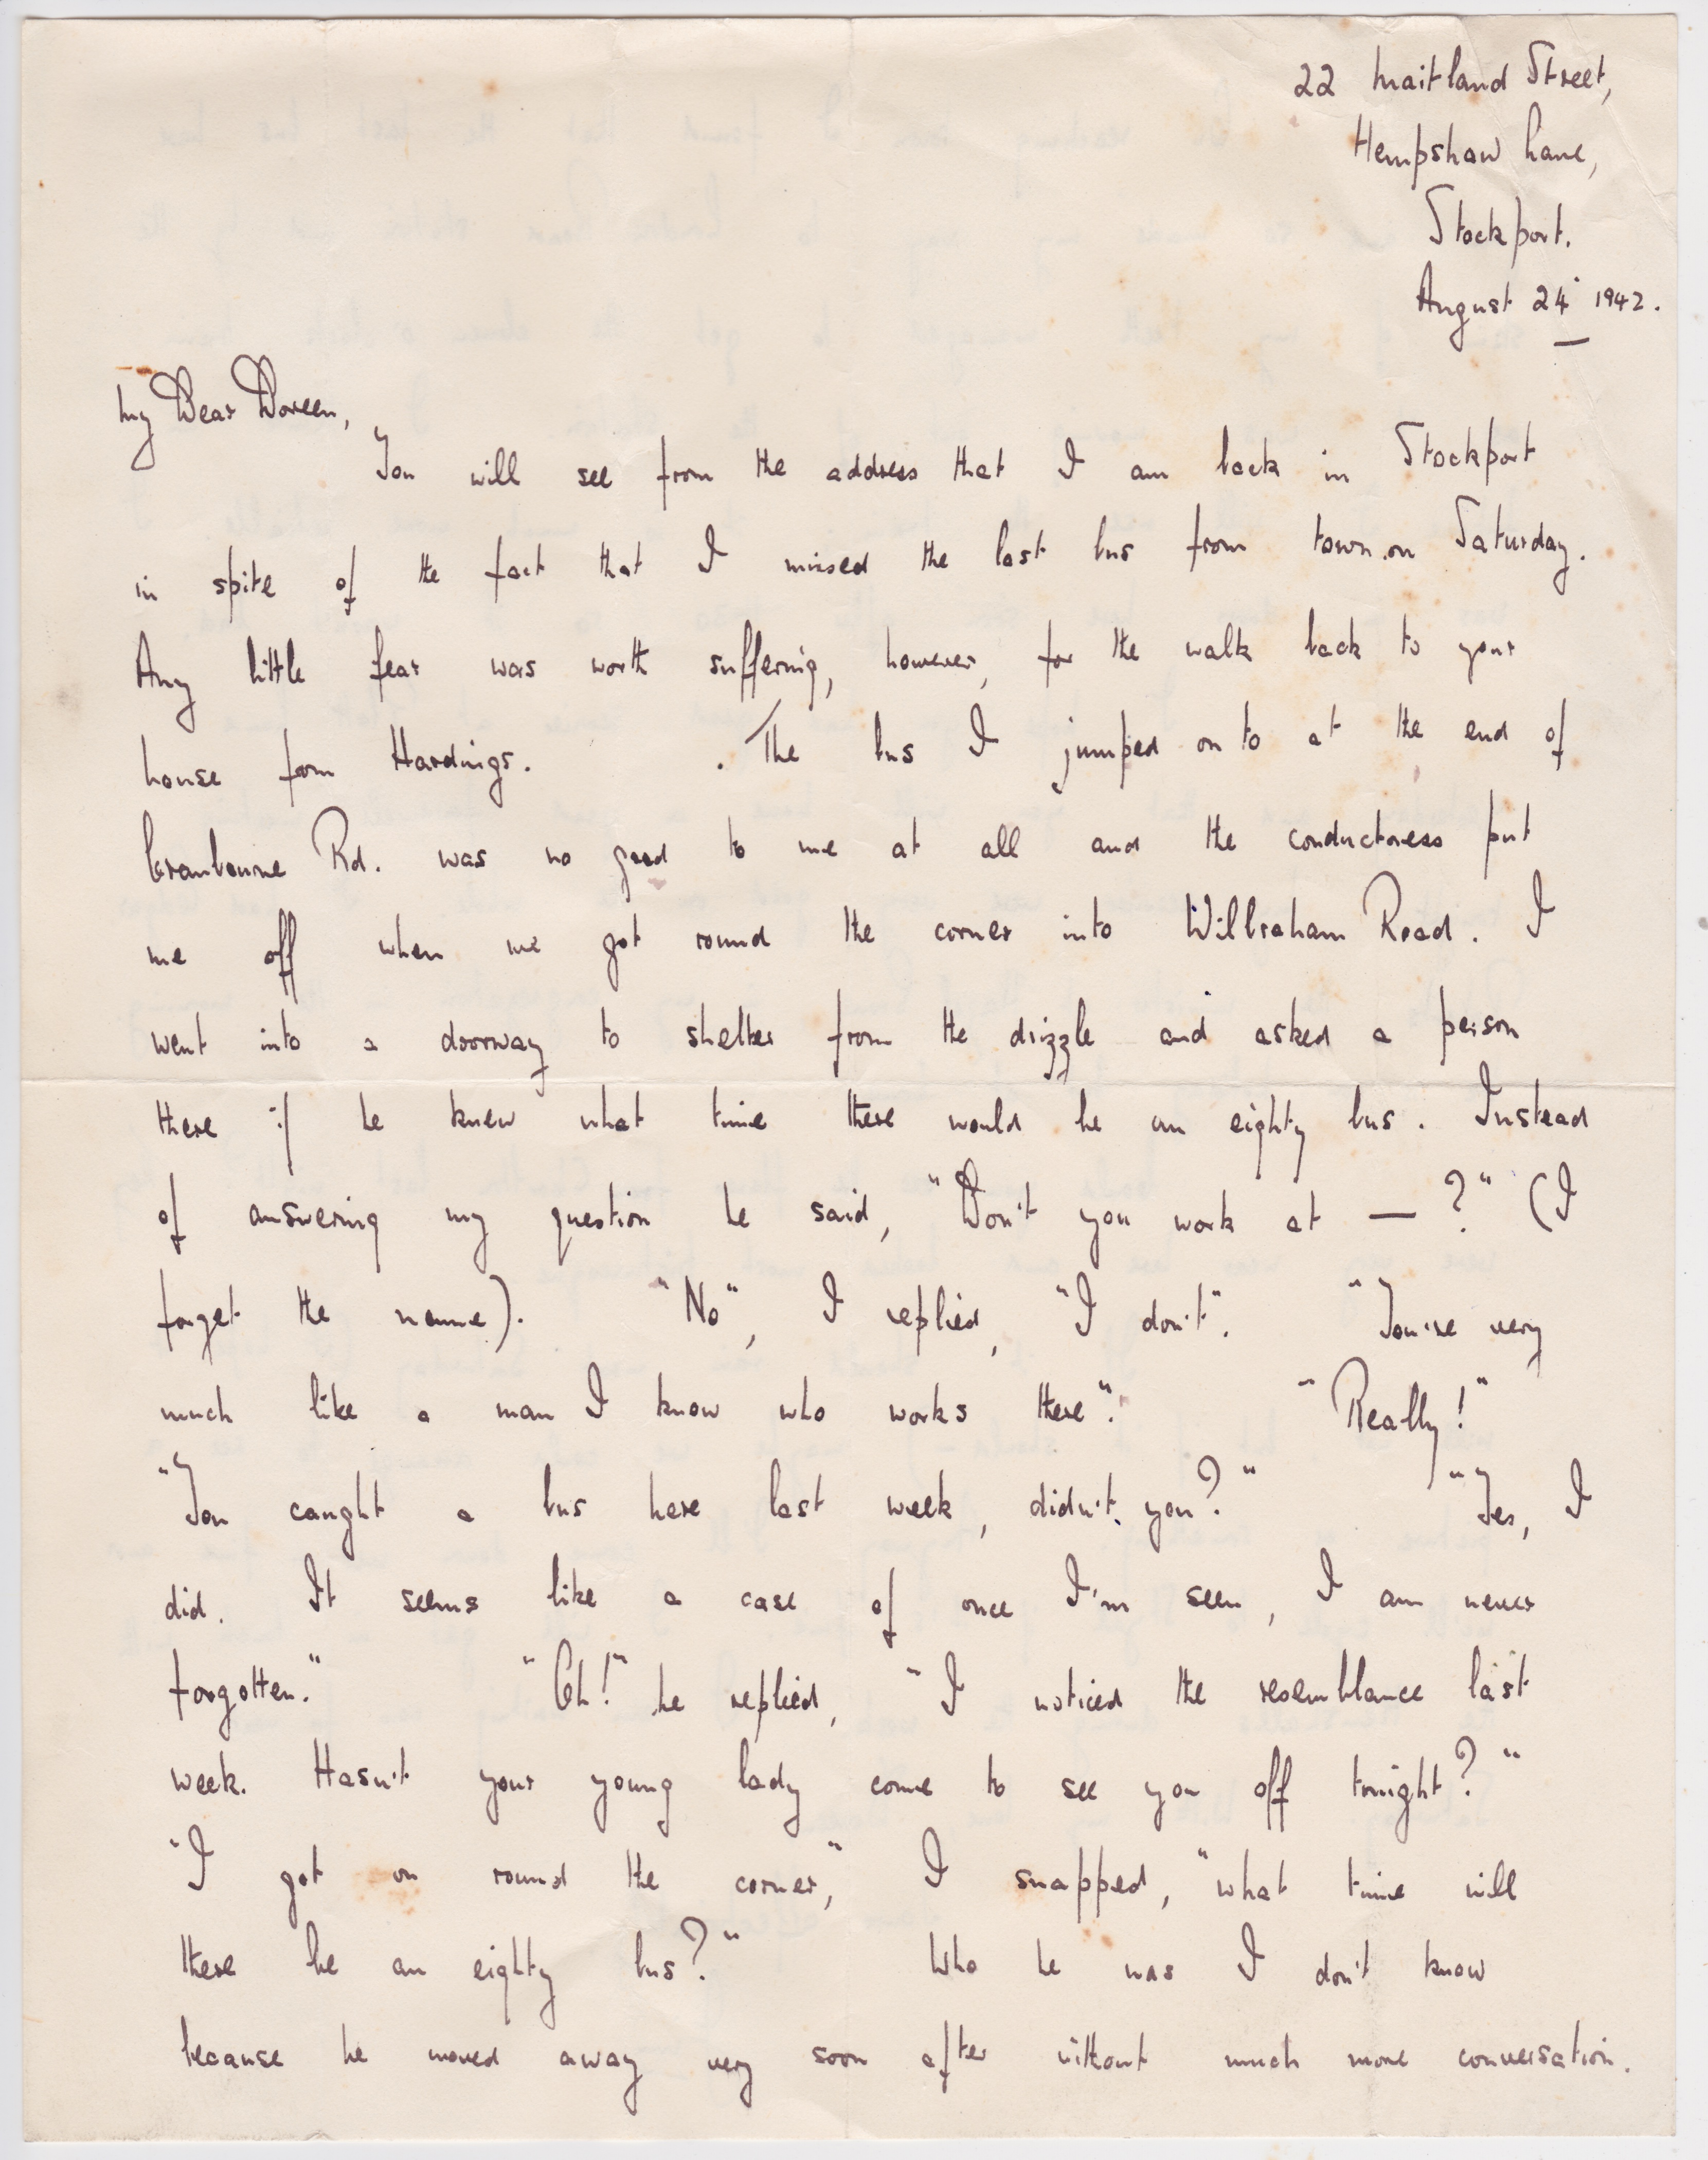 22 Maitland Street,
Hempshaw Lane,
Stockport.
August 24 1942.
My Dear Doreen,
You will see from the address that I am back in Stockport
in spite of the fact that I missed the last bus from town on Saturday.
Any little fear was worth suffering, however, for the walk back to your
house from Hardings. . The bus I jumped on to at the end of
Cranbourne Rd. was no good to me at all and the conductress put
me off when we got round the corner into Wilbraham Road. I
went into a doorway to shelter from the drizzle and asked a person
there if he knew what time there would be an eighty bus. Instead
of answering my question he said, "Don't you work at — ?" (I
forget the name). "No", I replied, "I don't". "You're very
much like a man I know who works there". "Really!"
"You caught a bus here last week, didn't you?" "Yes, I
did. It seems like a case of once I'm seen, I am never
forgotten." "Oh!" he replied, "I noticed the resemblance last
week. Hasn't your young lady come to see you off tonight?"
"I got on round the corner," I snapped, "what time will
there be an eighty bus?" Who he was I don't know
because he moved away very soon after without much more conversation.